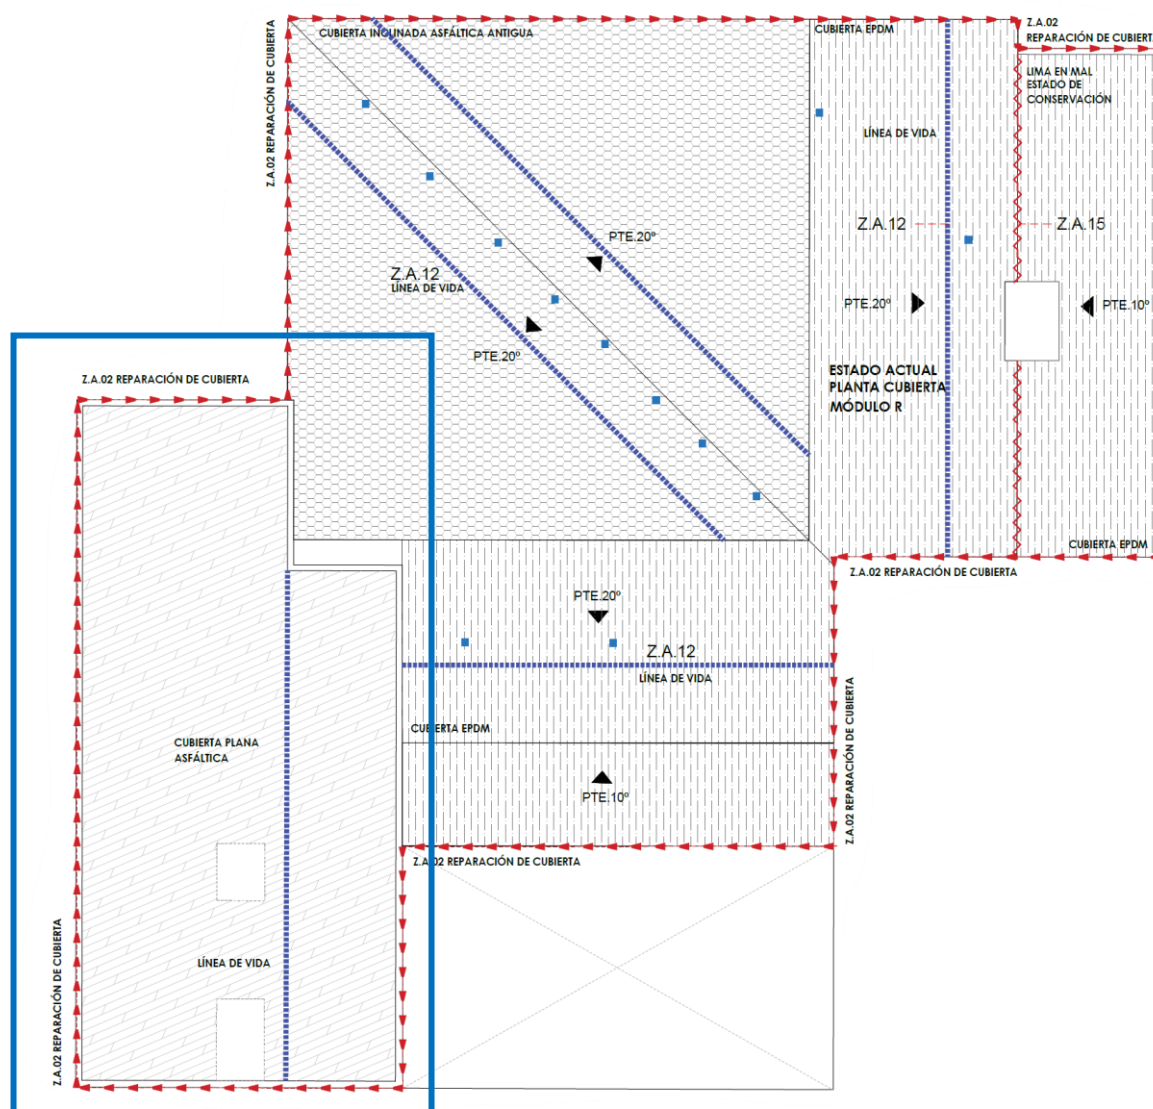 CUBIERTA INCLINADA ASFÁLTICA ANTIGUA
CUBIERTA EPDM
Z.A.02
REPARACIÓN DE CUBIERTA
Z.A.02 REPARACIÓN DE CUBIERTA
LIMA EN MAL
ESTADO DE
CONSERVACIÓN
LÍNEA DE VIDA
Z.A.12
Z.A.15
PTE.20º
Z.A.12
LÍNEA DE VIDA
PTE.20º
PTE.20º
PTE.10º
ESTADO ACTUAL
PLANTA CUBIERTA
MÓDULO R
Z.A.02 REPARACIÓN DE CUBIERTA
CUBIERTA EPDM
Z.A.02 REPARACIÓN DE CUBIERTA
PTE.20º
Z.A.12
LÍNEA DE VIDA
CUBIERTA EPDM
CUBIERTA PLANA
ASFÁLTICA
PTE.10º
Z.A.02 REPARACIÓN DE CUBIERTA
Z.A.02 REPARACIÓN DE CUBIERTA
LÍNEA DE VIDA
Z.A.02 REPARACIÓN DE CUBIERTA